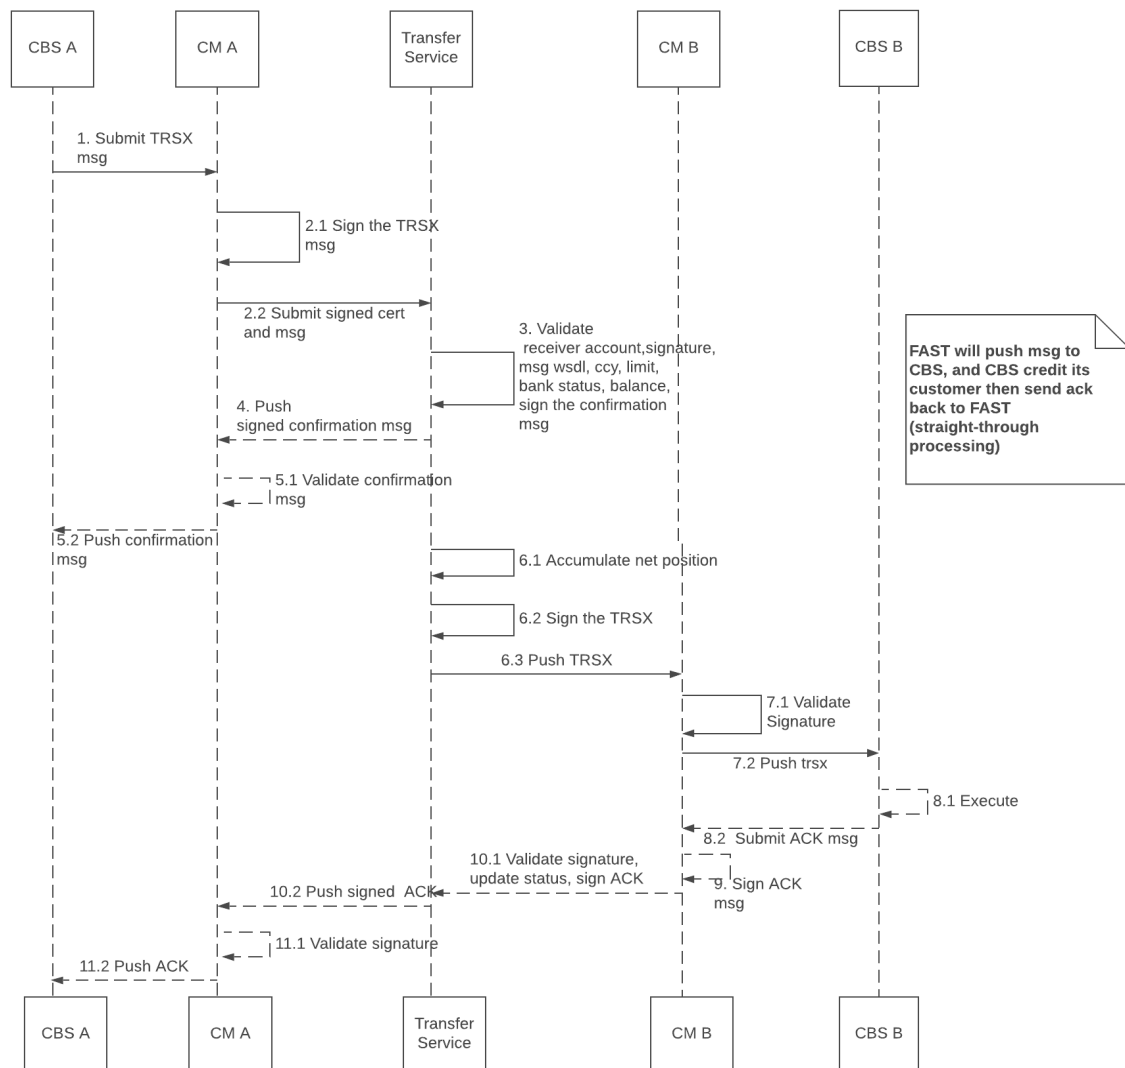 CBS A
CM A
Transfer
Service
CM B
CBS B
1. Submit TRSX
msg
2.1 Sign the TRSX
msg
2.2 Submit signed cert
and msg
3. Validate
receiver account,signature,
msg wsdl, ccy, limit,
bank status, balance,
sign the confirmation
msg
FAST will push msg to
CBS, and CBS credit its
customer then send ack
back to FAST
(straight-through
processing)
4. Push
signed confirmation msg
5.1 Validate confirmation
msg
5.2 Push confirmation
msg
6.1 Accumulate net position
6.2 Sign the TRSX
6.3 Push TRSX
7.1 Validate
Signature
7.2 Push trsx
8.1 Execute
8.2 Submit ACK msg
9. Sign ACK
msg
10.1 Validate signature,
update status, sign ACK
10.2 Push signed ACK
11.1 Validate signature
11.2 Push ACK
CBS A
CM A
Transfer
Service
CM B
CBS B